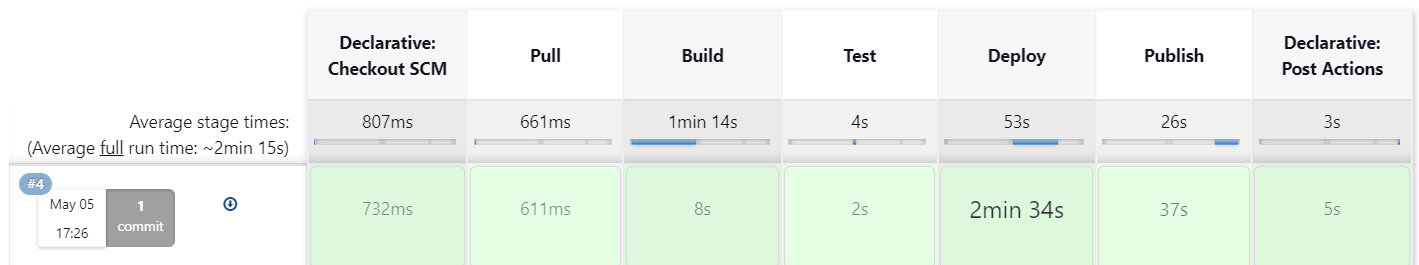 Declarative:
Checkout SCM
Pull
Build
Test
Deploy
Publish
Declarative:
Post Actions
Average stage times:
(Average full run time: ~2min 15s)
807ms
661ms
1min 14s
4s
53s
26s
3s
#4
May 05
17:26
1
commit
732ms
611ms
8s
2s
2min 34s
37s
5s